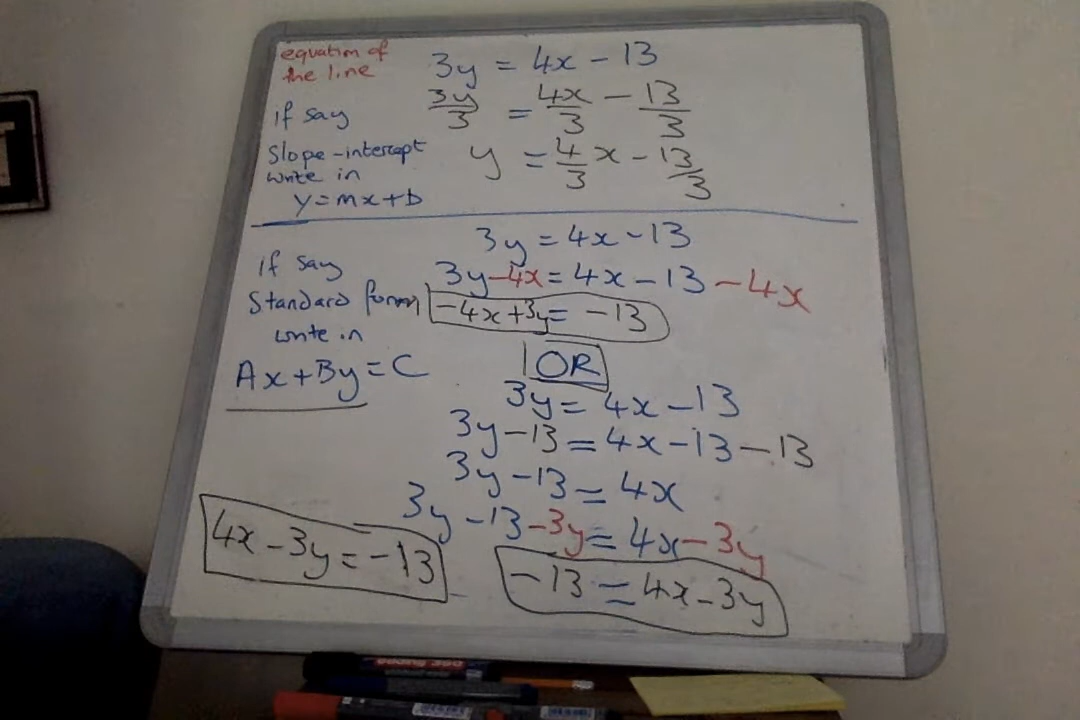 equation of
the line
3y = 4x - 13
if say
3y/3 = 4x/3 - 13/3
slope-intercept
write in
y = 4/3 x - 13/3
y = mx + b
3y = 4x - 13
if say
3y - 4x = 4x - 13 - 4x
standard form
write in
-4x + 3y = -13
Ax + By = C
OR
3y = 4x - 13
3y - 13 = 4x - 13 - 13
3y - 13 = 4x
3y - 13 - 3y = 4x - 3y
4x - 3y = -13
-13 = 4x - 3y